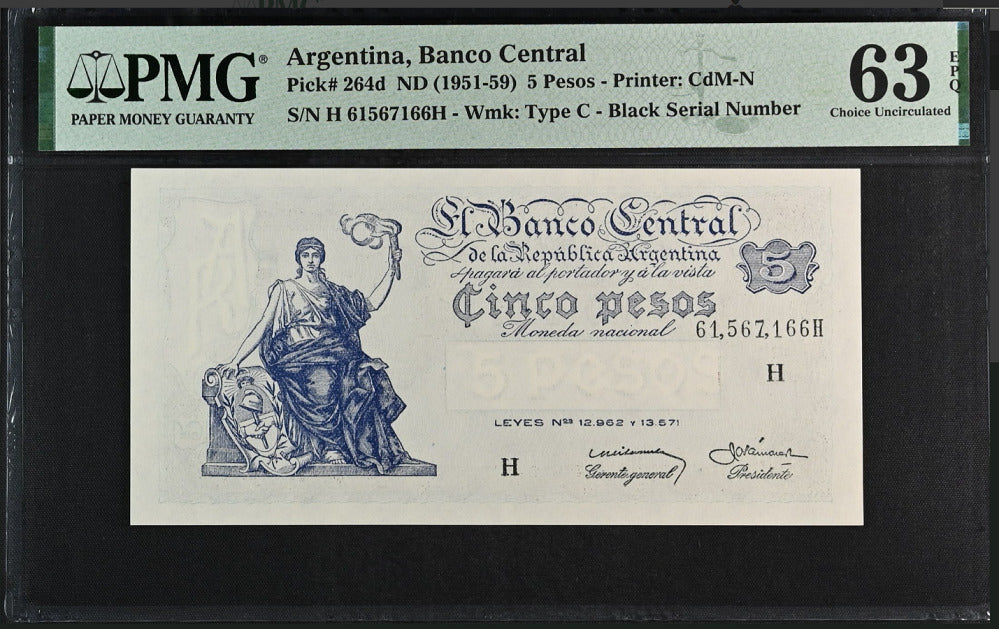 PMG®
PAPER MONEY GUARANTY
Argentina, Banco Central
Pick# 264d ND (1951-59) 5 Pesos - Printer: CdM-N
S/N H 61567166H - Wmk: Type C - Black Serial Number
63
EPQ
Choice Uncirculated
El Banco Central
de la República Argentina
pagará al portador y á la vista
5
Cinco pesos
Moneda nacional
61,567,166H
H
LEYES Nos 12.962 Y 13.571
H
Gerente general
Presidente